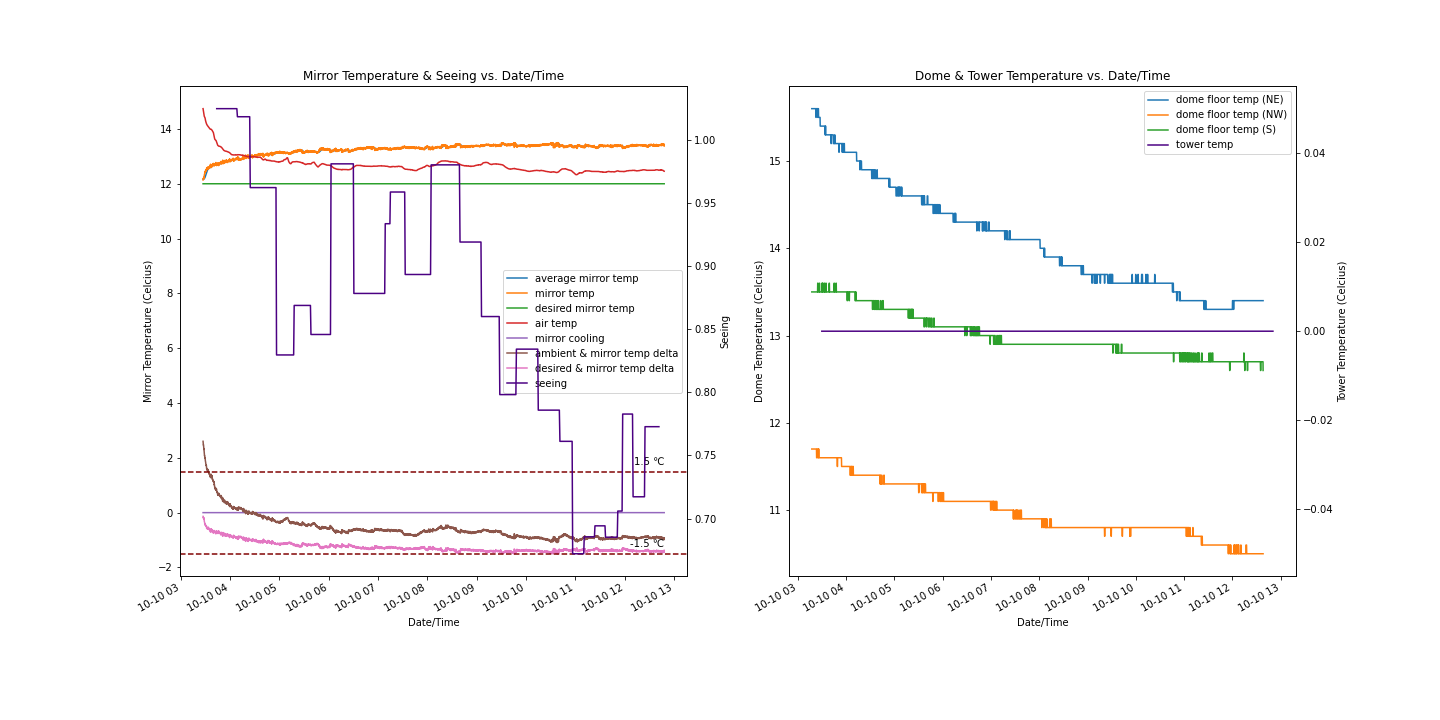 Mirror Temperature & Seeing vs. Date/Time
Mirror Temperature (Celcius)
14
12
10
8
6
4
2
0
−2
1.00
0.95
0.90
0.85
0.80
0.75
0.70
Seeing
average mirror temp
mirror temp
desired mirror temp
air temp
mirror cooling
ambient & mirror temp delta
desired & mirror temp delta
seeing
1.5 °C
-1.5 °C
10-10 03
10-10 04
10-10 05
10-10 06
10-10 07
10-10 08
10-10 09
10-10 10
10-10 11
10-10 12
10-10 13
Date/Time
Dome & Tower Temperature vs. Date/Time
Dome Temperature (Celcius)
15
14
13
12
11
dome floor temp (NE)
dome floor temp (NW)
dome floor temp (S)
tower temp
0.04
0.02
0.00
−0.02
−0.04
Tower Temperature (Celcius)
10-10 03
10-10 04
10-10 05
10-10 06
10-10 07
10-10 08
10-10 09
10-10 10
10-10 11
10-10 12
10-10 13
Date/Time